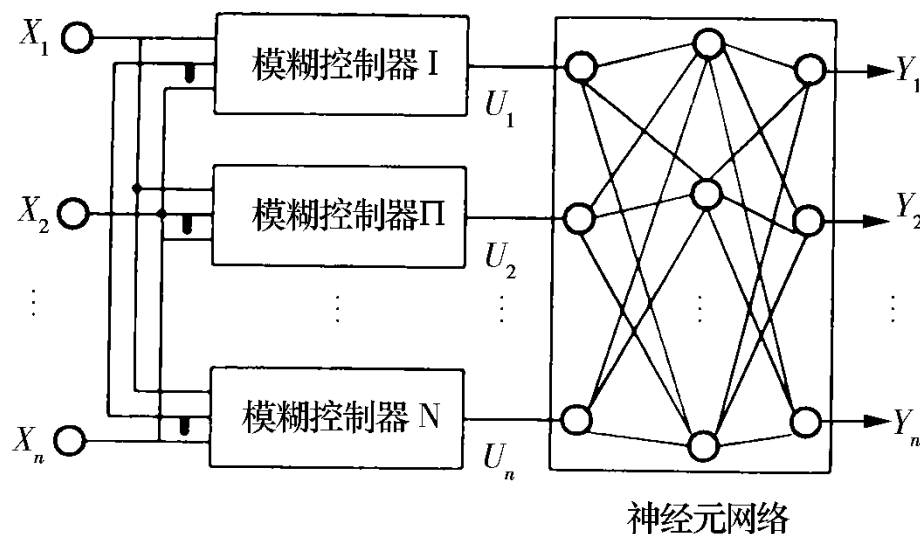 X1
模糊控制器 I
U1
Y1
X2
模糊控制器Π
U2
Y2
⋮
⋮
⋮
⋮
⋮
Xn
模糊控制器 N
Un
Yn
神经元网络